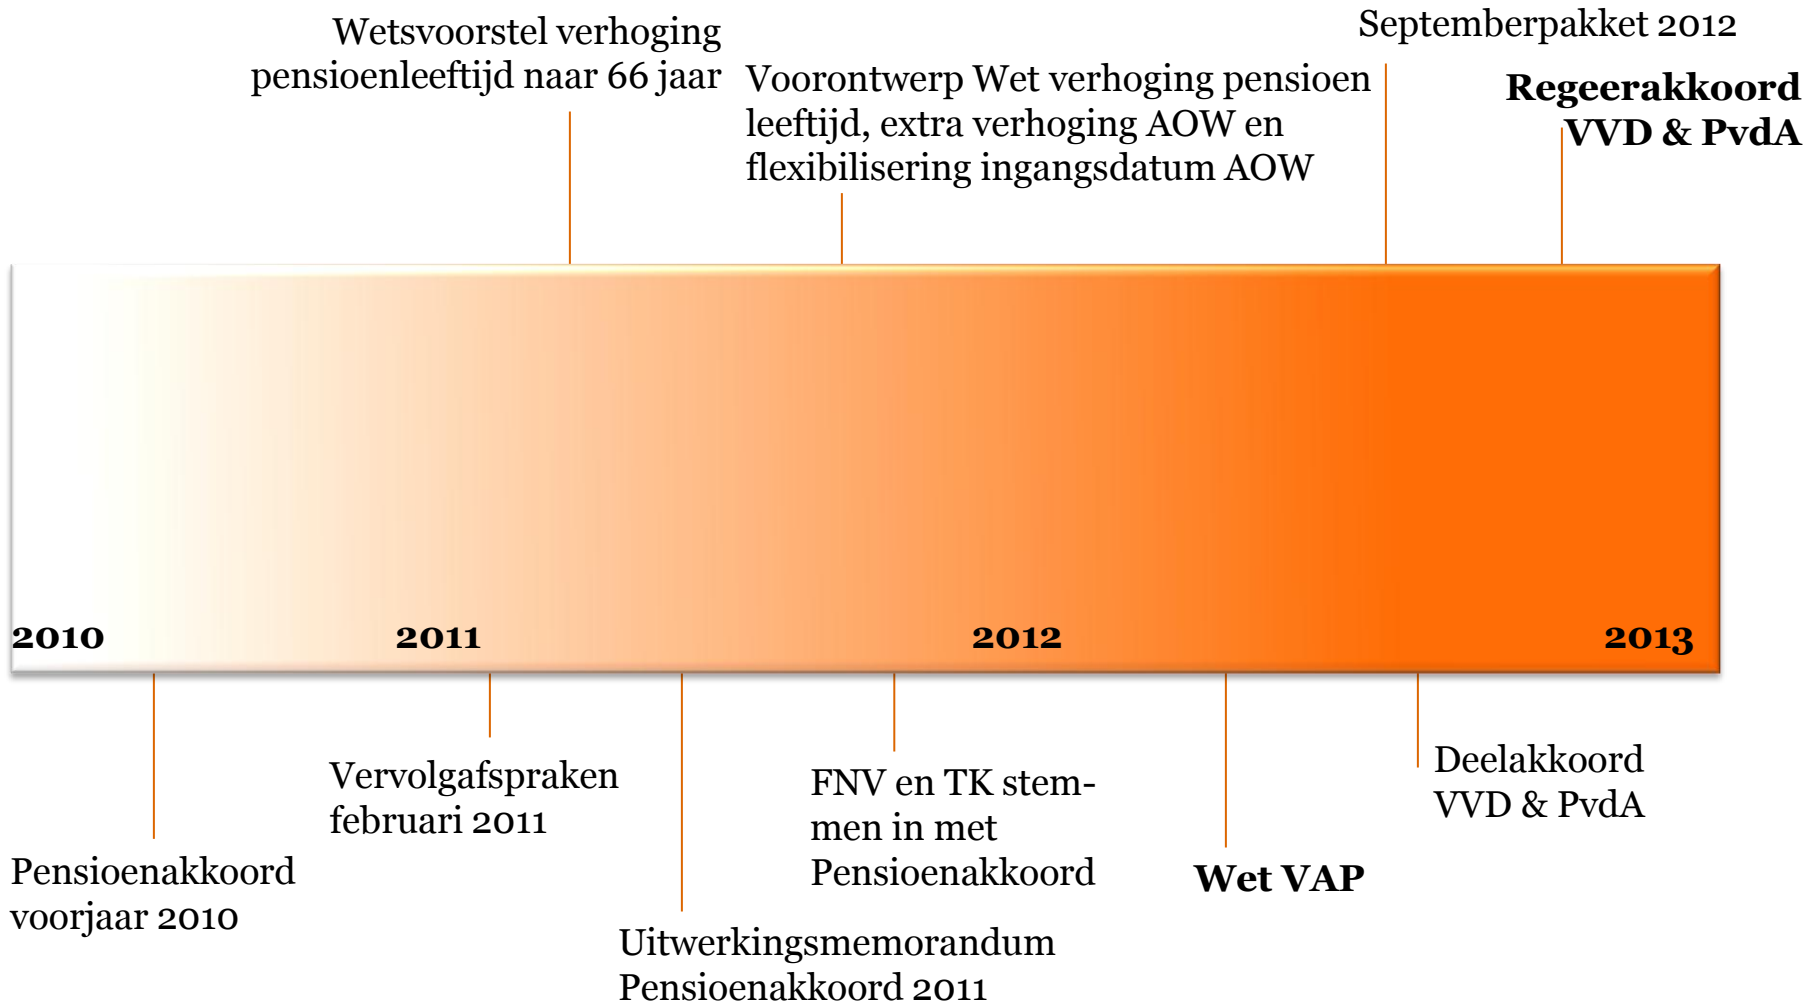 Wetsvoorstel verhoging
pensioenleeftijd naar 66 jaar
Voorontwerp Wet verhoging pensioen
leeftijd, extra verhoging AOW en
flexibilisering ingangsdatum AOW
Septemberpakket 2012
Regeerakkoord
VVD & PvdA
2010
2011
2012
2013
Pensioenakkoord
voorjaar 2010
Vervolgafspraken
februari 2011
Uitwerkingsmemorandum
Pensioenakkoord 2011
FNV en TK stem-
men in met
Pensioenakkoord
Wet VAP
Deelakkoord
VVD & PvdA